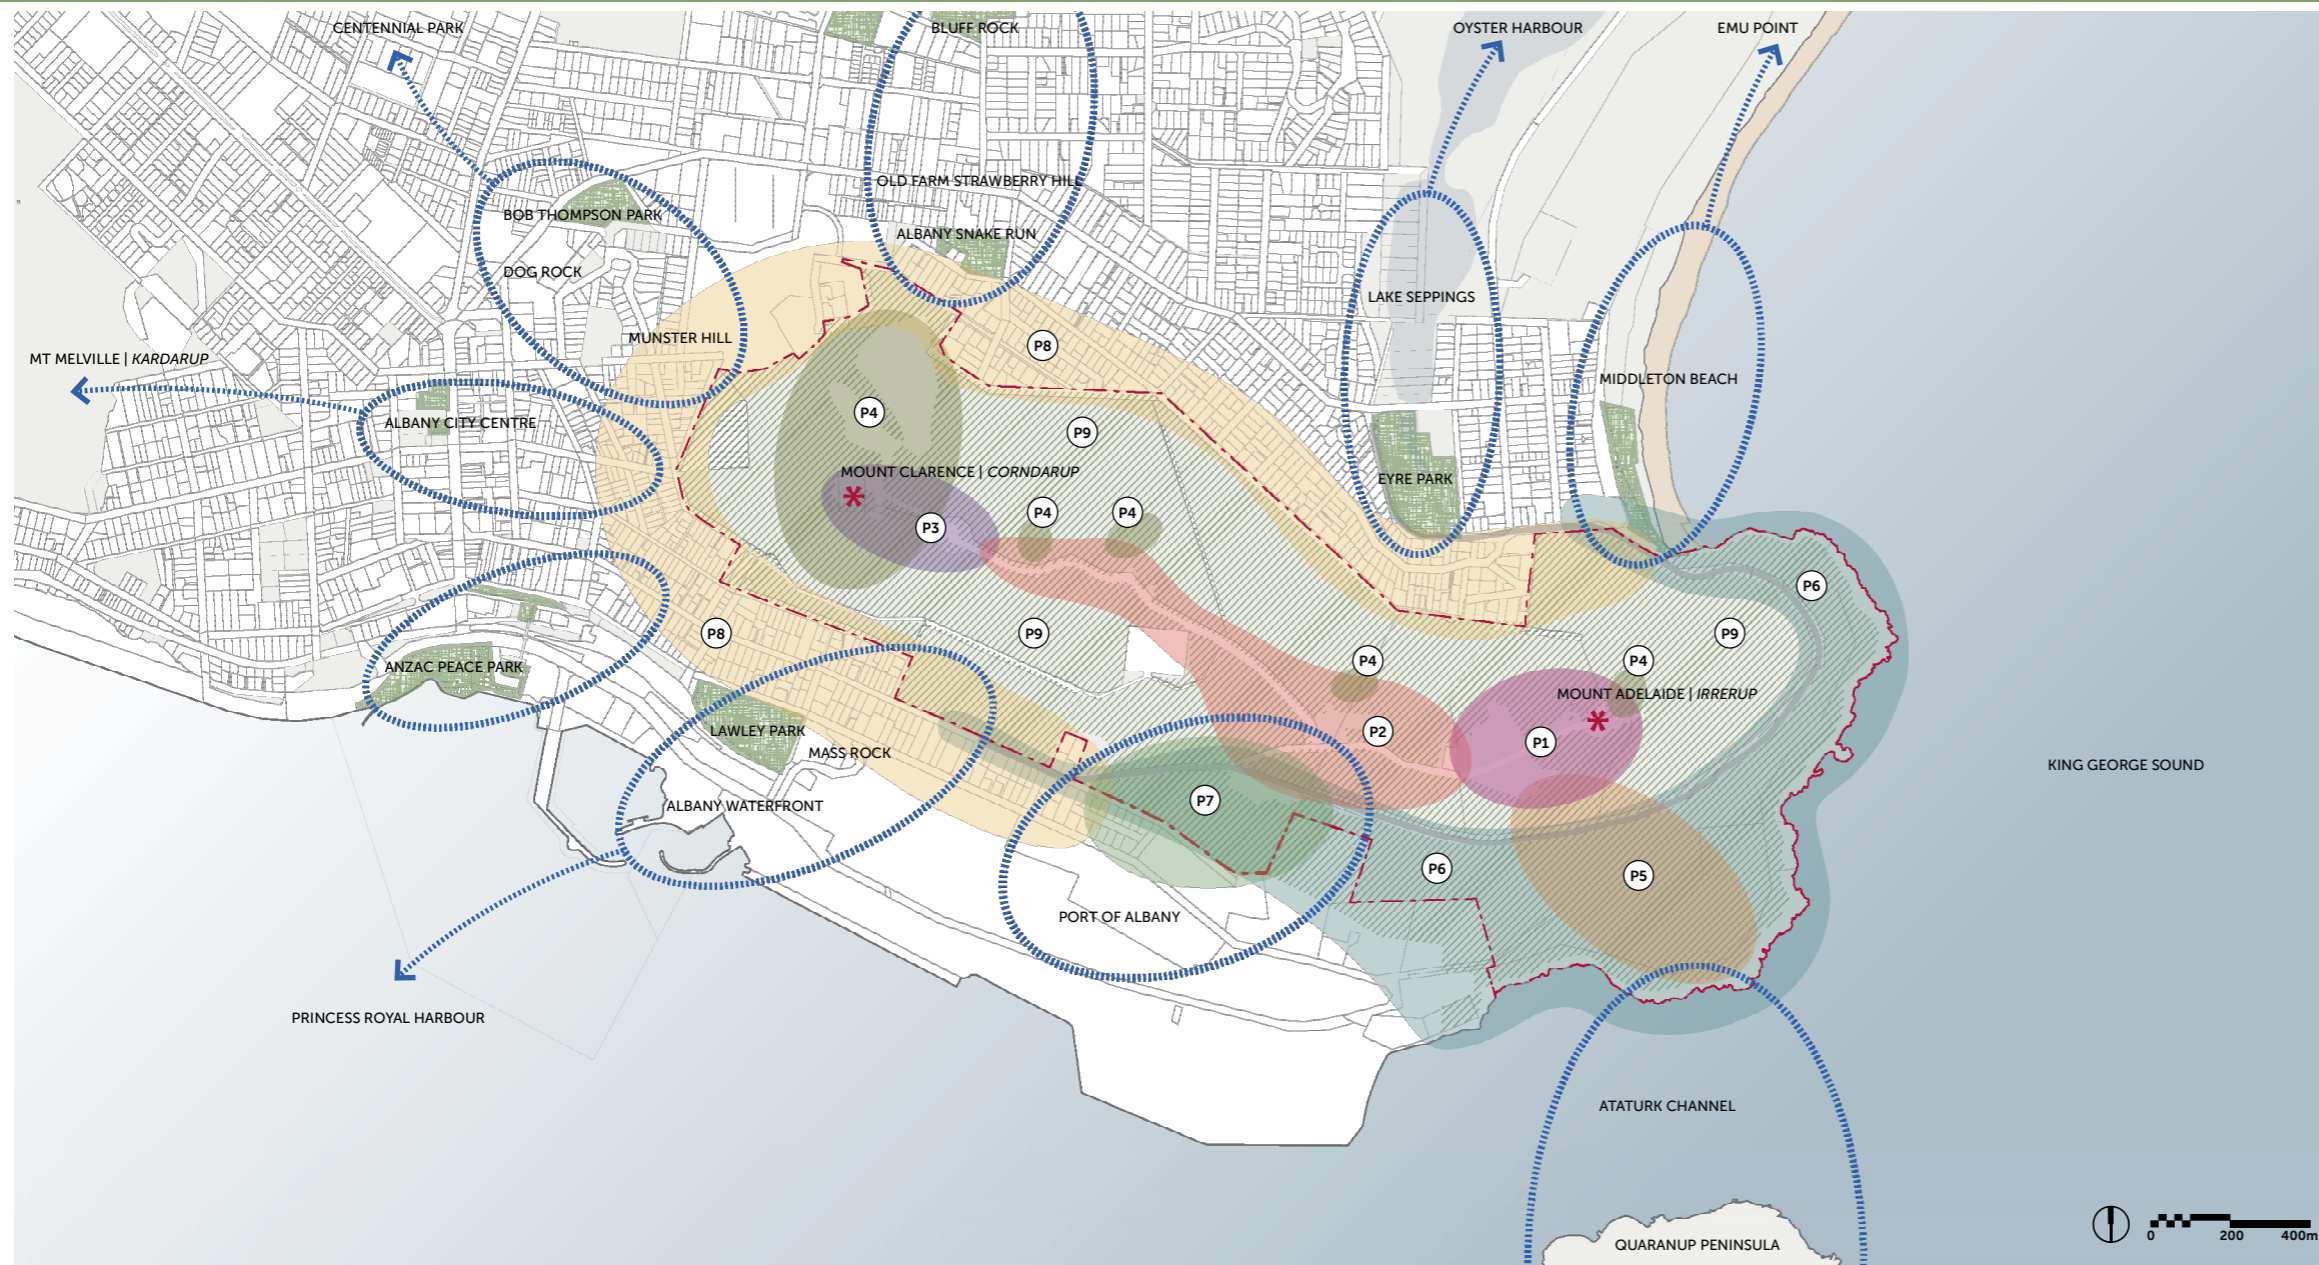 CENTENNIAL PARK
BLUFF ROCK
OYSTER HARBOUR
EMU POINT
OLD FARM STRAWBERRY HILL
BOB THOMPSON PARK
ALBANY SNAKE RUN
DOG ROCK
LAKE SEPPINGS
MUNSTER HILL
P8
MT MELVILLE | KARDARUP
MIDDLETON BEACH
P4
ALBANY CITY CENTRE
P9
MOUNT CLARENCE | CORNDARUP
EYRE PARK
P4
P4
P3
P6
P8
P9
P9
ANZAC PEACE PARK
P4
P4
MOUNT ADELAIDE | IRRERUP
LAWLEY PARK
P2
P1
MASS ROCK
KING GEORGE SOUND
ALBANY WATERFRONT
P7
P6
P5
PORT OF ALBANY
PRINCESS ROYAL HARBOUR
ATATURK CHANNEL
QUARANUP PENINSULA
0 200 400m